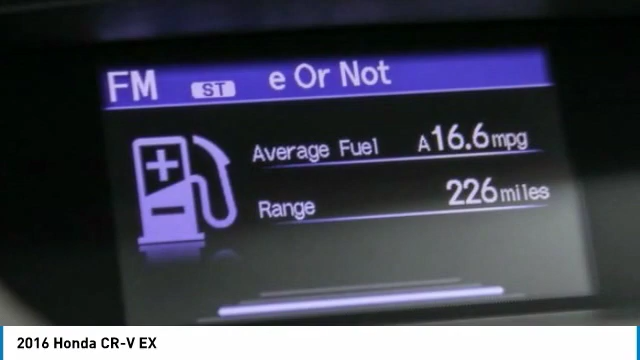 FM ST e Or Not
Average Fuel A16.6mpg
Range 226miles
2016 Honda CR-V EX